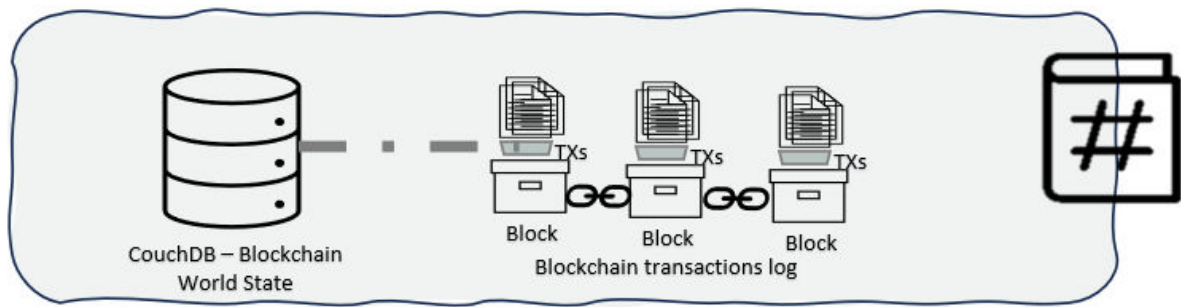 TXs
TXs
TXs
Block
Block
Block
CouchDB – Blockchain
World State
Blockchain transactions log
#